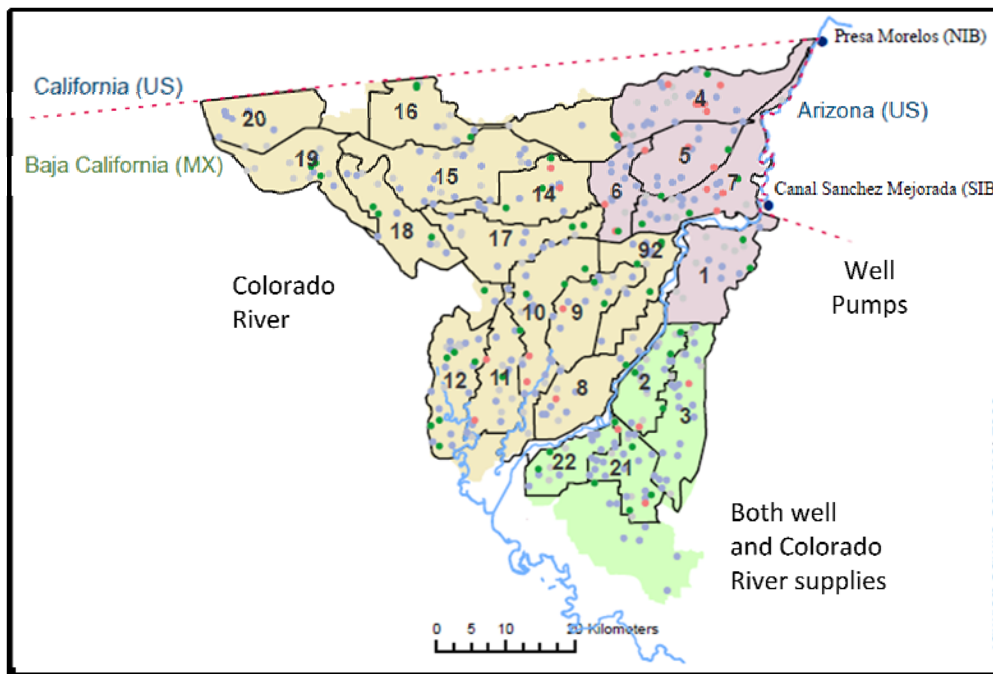 Presa Morelos (NIB)
California (US)
16
4
Arizona (US)
20
Baja California (MX)
19
5
15
6
7
14
Canal Sanchez Mejorada (SIB
18
17
92
Colorado
River
1
Well
Pumps
10
9
12
11
8
2
3
22
21
Both well
and Colorado
River supplies
0 5 10 20 Kilometers